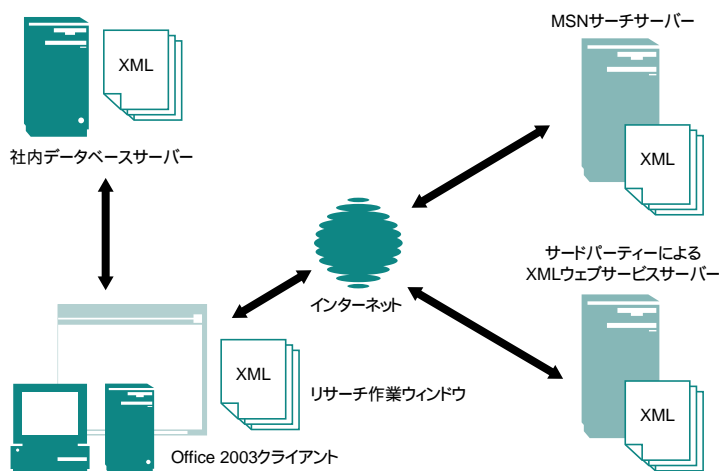 MSNサーチサーバー
XML
社内データベースサーバー
XML
サードパーティーによる
XMLウェブサービスサーバー
インターネット
XML
リサーチ作業ウィンドウ
XML
Office 2003クライアント